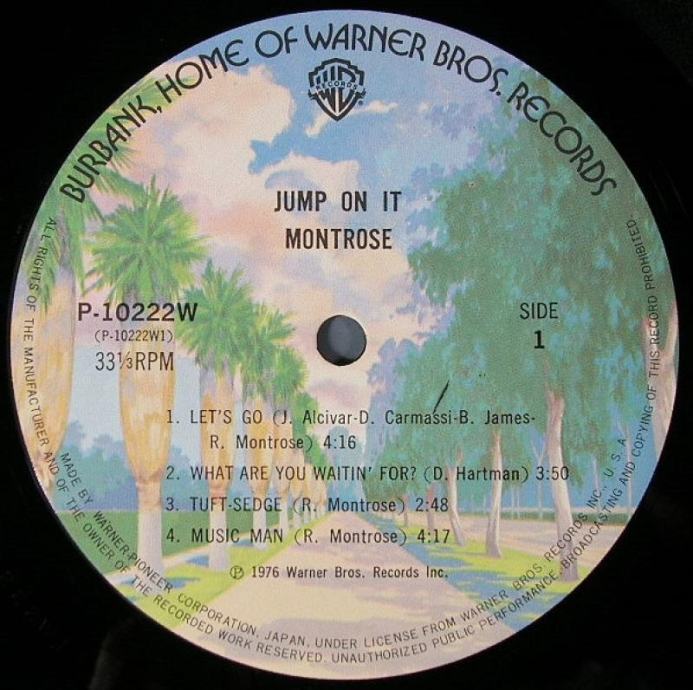 BURBANK, HOME OF WARNER BROS. RECORDS
W RECORDS ®
JUMP ON IT
MONTROSE
P-10222W
(P-10222W1)
33⅓RPM
SIDE
1
1. LET'S GO (J. Alcivar-D. Carmassi-B. James-
R. Montrose) 4:16
2. WHAT ARE YOU WAITIN' FOR? (D. Hartman) 3:50
3. TUFT-SEDGE (R. Montrose) 2:48
4. MUSIC MAN (R. Montrose) 4:17
℗ 1976 Warner Bros. Records Inc.
MADE BY WARNER-PIONEER CORPORATION, JAPAN, UNDER LICENSE FROM WARNER BROS. RECORDS INC., U.S.A.
ALL RIGHTS OF THE MANUFACTURER AND OF THE OWNER OF THE RECORDED WORK RESERVED. UNAUTHORIZED PUBLIC PERFORMANCE, BROADCASTING AND COPYING OF THIS RECORD PROHIBITED.